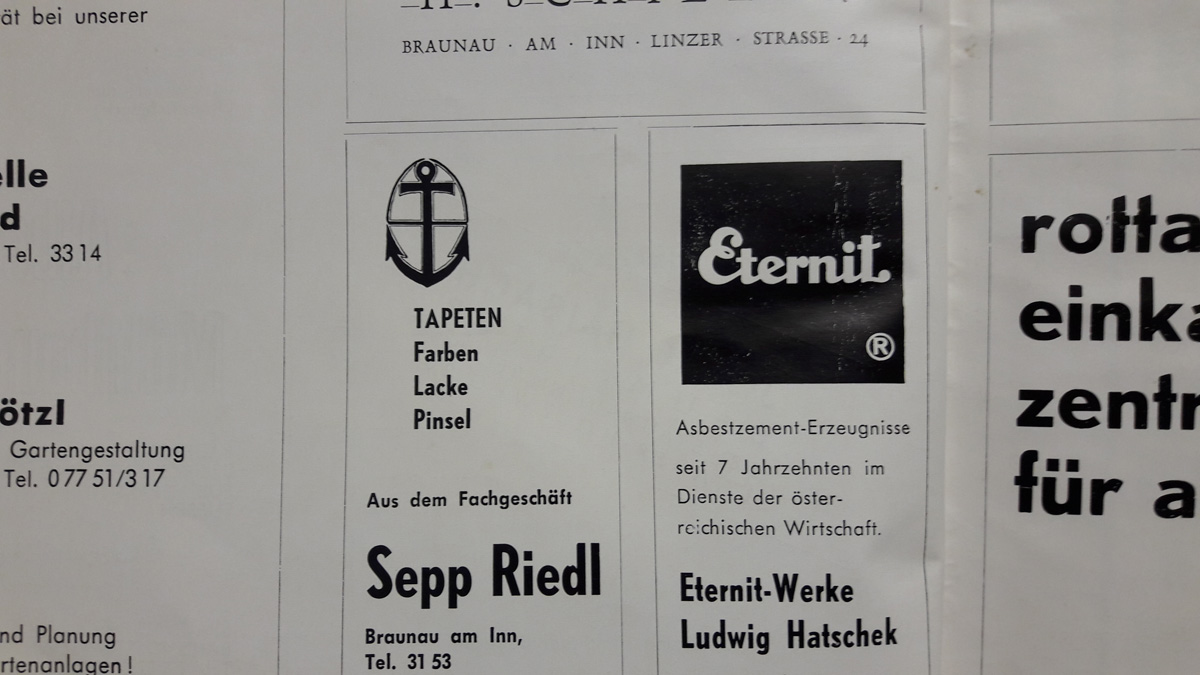 ät bei unserer
elle
d
Tel. 33 14
ötzl
Gartengestaltung
Tel. 0 77 51/3 17
nd Planung
rtenanlagen!
BRAUNAU · AM · INN · LINZER · STRASSE · 24
TAPETEN
Farben
Lacke
Pinsel
Aus dem Fachgeschäft
Sepp Riedl
Braunau am Inn,
Tel. 31 53
Eternit
®
Asbestzement-Erzeugnisse
seit 7 Jahrzehnten im
Dienste der öster-
reichischen Wirtschaft.
Eternit-Werke
Ludwig Hatschek
rotta
einka
zentr
für a